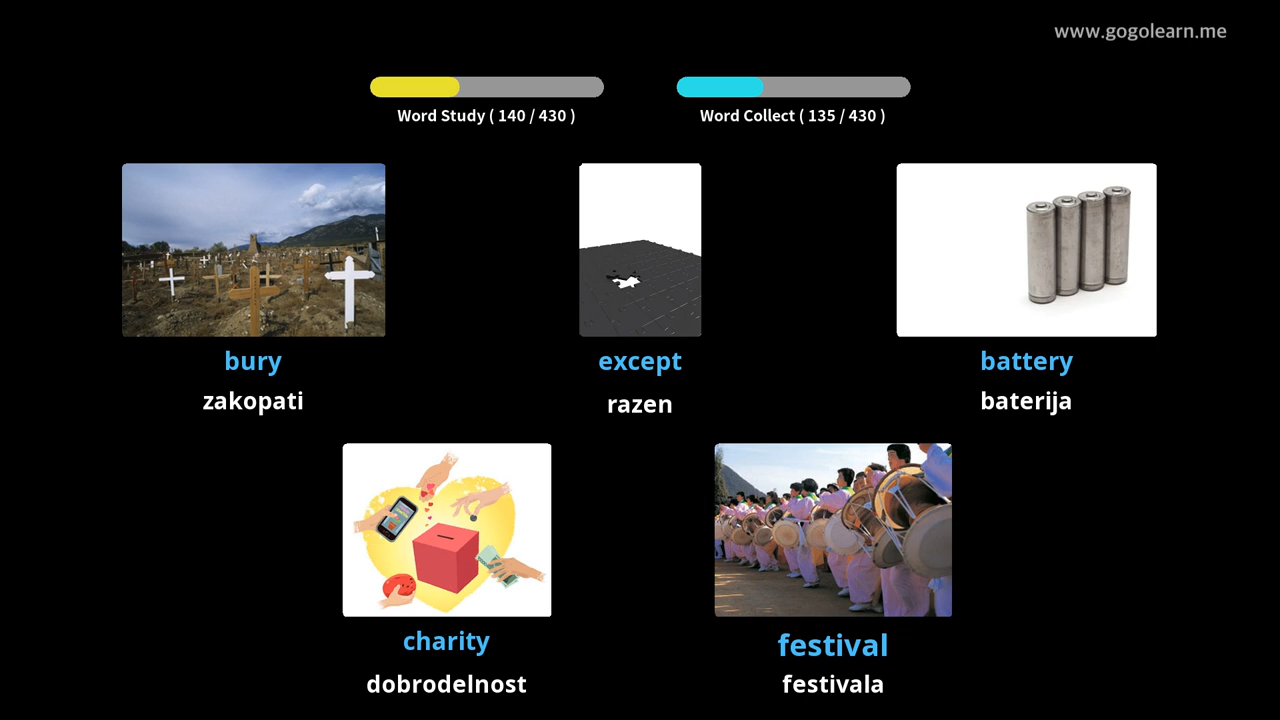 www.gogolearn.me
Word Study ( 140 / 430 )
Word Collect ( 135 / 430 )
bury
except
battery
zakopati
razen
baterija
charity
festival
dobrodelnost
festivala